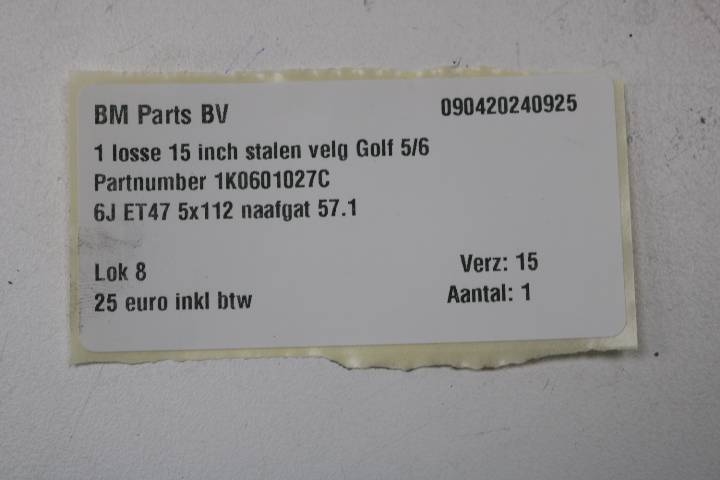 BM Parts BV 090420240925
1 losse 15 inch stalen velg Golf 5/6
Partnumber 1K0601027C
6J ET47 5x112 naafgat 57.1
Lok 8 Verz: 15
25 euro inkl btw Aantal: 1